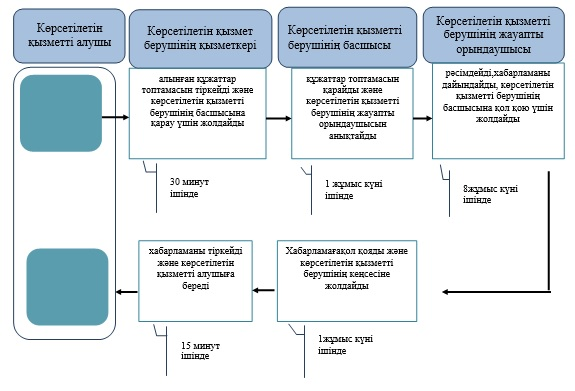 Көрсетілетін
қызметті алушы
Көрсетілетін қызмет
берушінің қызметкері
Көрсетілетін қызметті
берушінің басшысы
Көрсетілетін қызметті
берушінің жауапты
орындаушысы
алынған құжаттар
топтамасын тіркейді және
көрсетілетін қызметті
берушінің басшысына
қарау үшін жолдайды
құжаттар топтамасын
қарайды және
көрсетілетін қызметті
берушінің жауапты
орындаушысын
анықтайды
рәсімдейді,хабарламаны
дайындайды, көрсетілетін
қызметті берушінің
басшысына қол қою үшін
жолдайды
30 минут
ішінде
1 жұмыс күні
ішінде
8жұмыс күні
ішінде
хабарламаны тіркейді
және көрсетілетін
қызметті алушыға
береді
Хабарламағақол қояды және
көрсетілетін қызметті
берушінің кеңсесіне
жолдайды
15 минут
ішінде
1жұмыс күні
ішінде